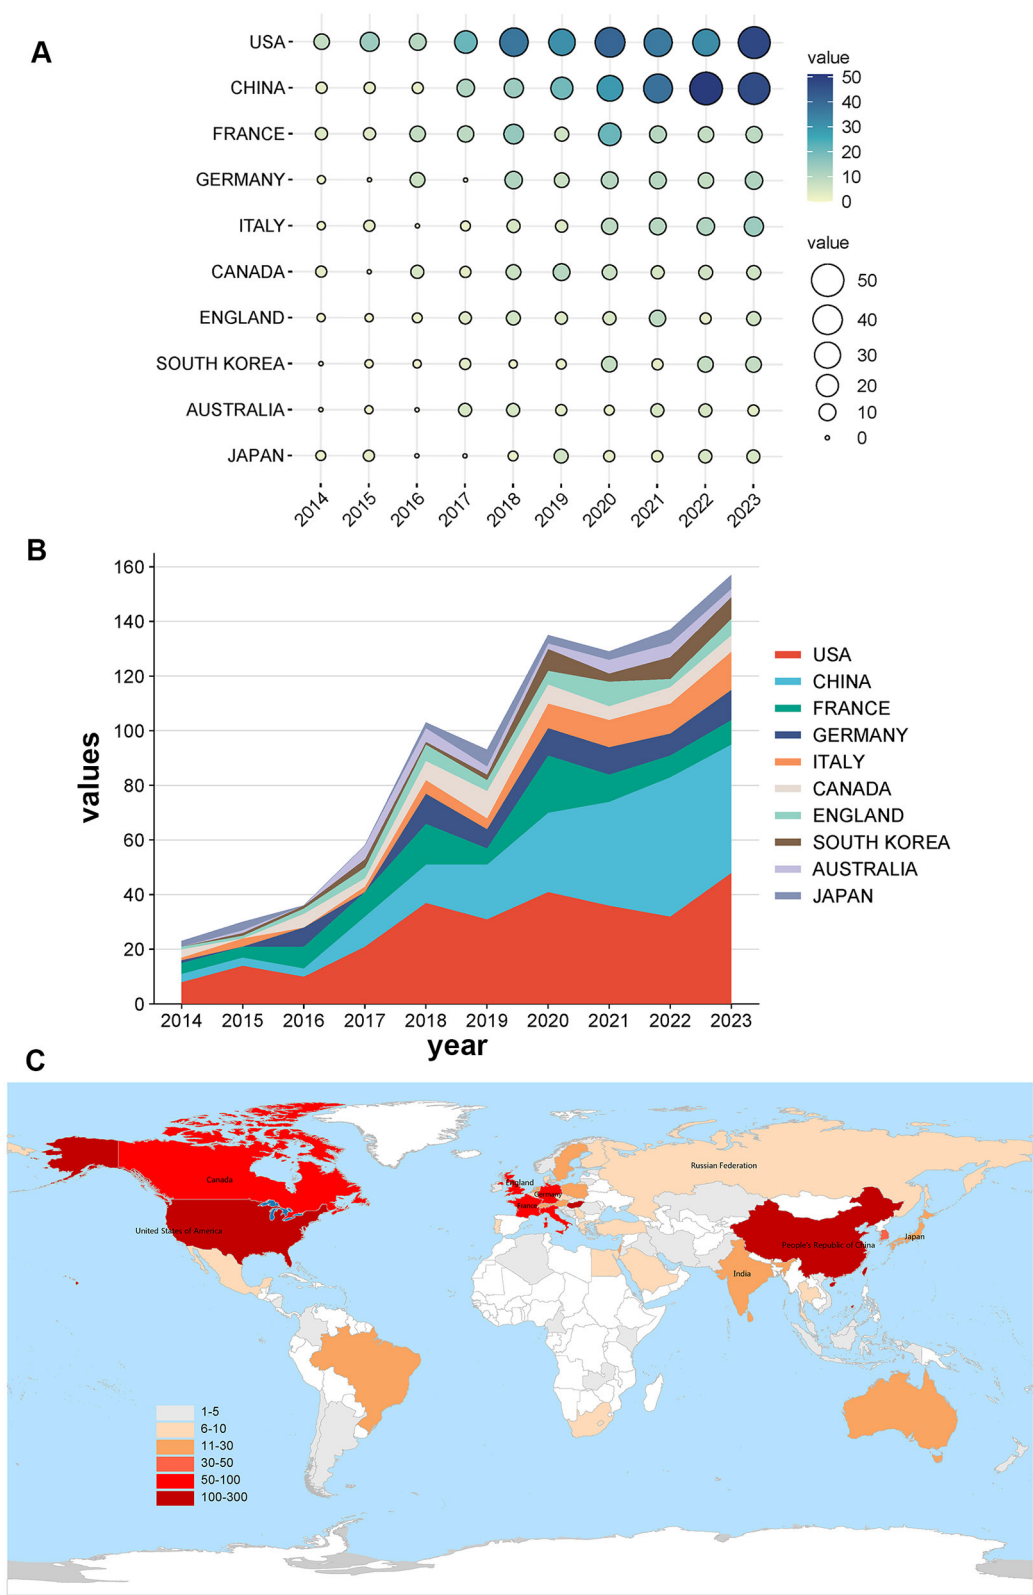 A
USA
CHINA
FRANCE
GERMANY
ITALY
CANADA
ENGLAND
SOUTH KOREA
AUSTRALIA
JAPAN
2014 2015 2016 2017 2018 2019 2020 2021 2022 2023
value
50
40
30
20
10
0
value
50
40
30
20
10
0
B
values
160
140
120
100
80
60
40
20
0
2014 2015 2016 2017 2018 2019 2020 2021 2022 2023
year
USA
CHINA
FRANCE
GERMANY
ITALY
CANADA
ENGLAND
SOUTH KOREA
AUSTRALIA
JAPAN
C
Russian Federation
Canada
England
Germany
France
United States of America
Japan
People's Republic of China
India
1-5
6-10
11-30
30-50
50-100
100-300